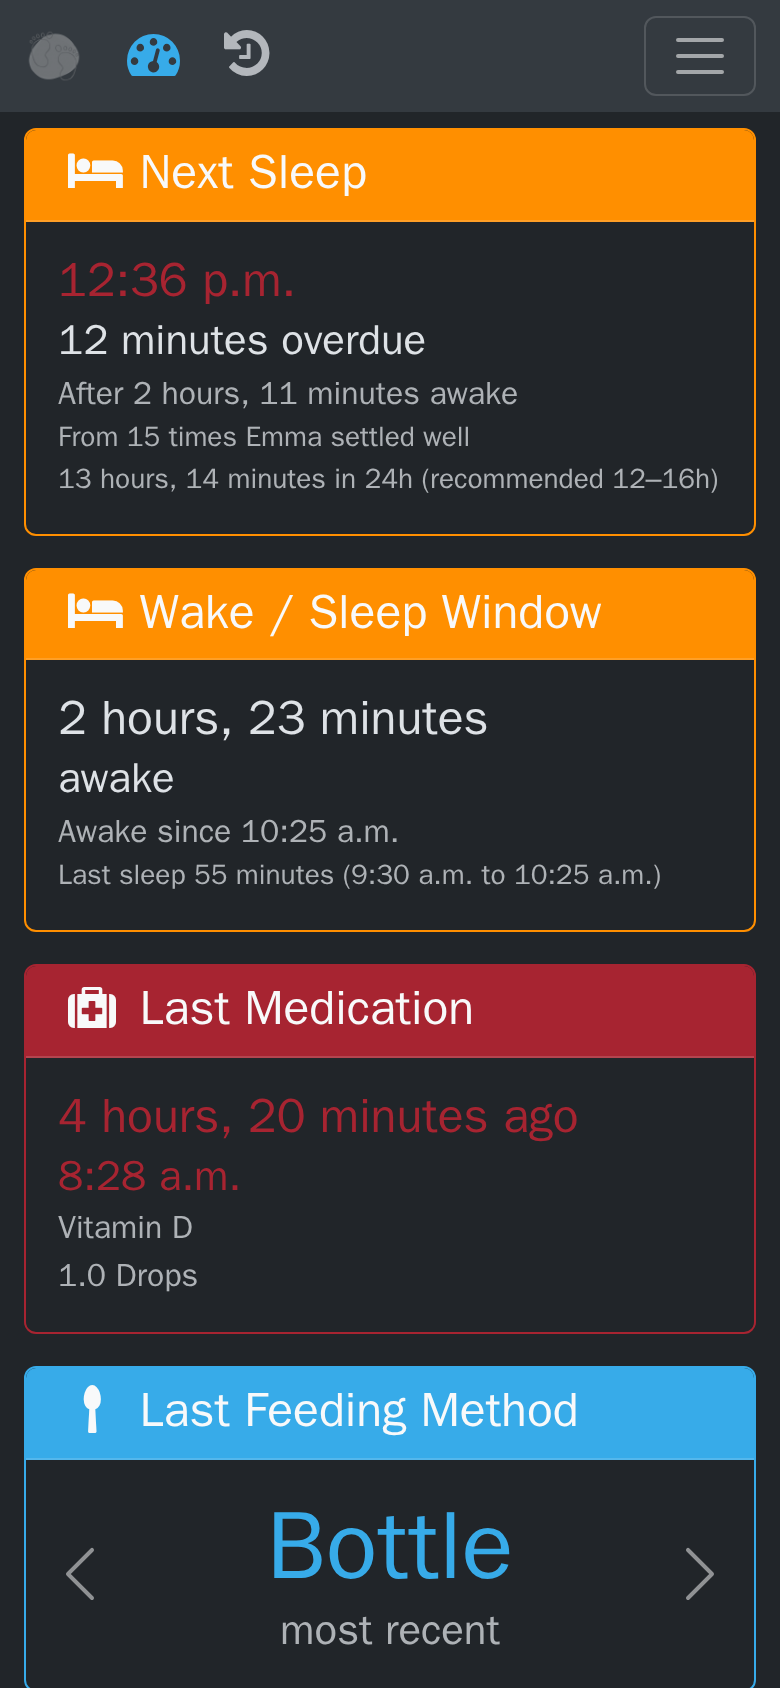 Next Sleep
12:36 p.m.
12 minutes overdue
After 2 hours, 11 minutes awake
From 15 times Emma settled well
13 hours, 14 minutes in 24h (recommended 12–16h)
Wake / Sleep Window
2 hours, 23 minutes
awake
Awake since 10:25 a.m.
Last sleep 55 minutes (9:30 a.m. to 10:25 a.m.)
Last Medication
4 hours, 20 minutes ago
8:28 a.m.
Vitamin D
1.0 Drops
Last Feeding Method
Bottle
most recent